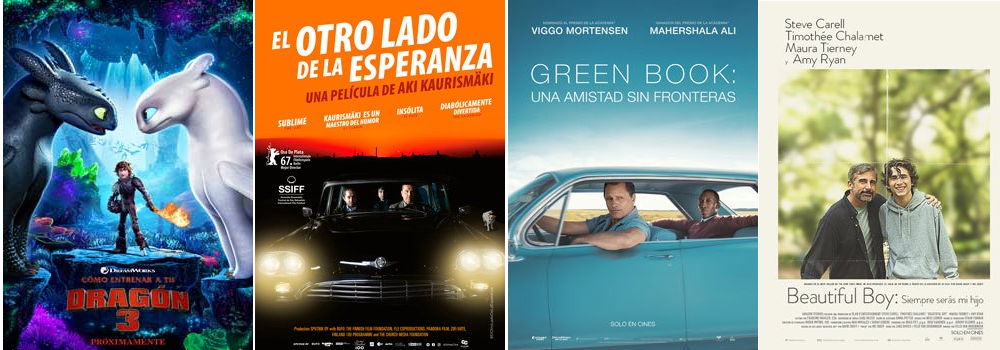 DREAMWORKS
CÓMO ENTRENAR A TU
DRAGÓN
3
PRÓXIMAMENTE
EL OTRO LADO
DE LA ESPERANZA
UNA PELÍCULA DE AKI KAURISMÄKI
SUBLIME
KAURISMÄKI ES UN
MAESTRO DEL HUMOR
INSÓLITA
DIABÓLICAMENTE
DIVERTIDA
Oso De Plata
67.
SSIFF
VIGGO MORTENSEN
MAHERSHALA ALI
GREEN BOOK:
UNA AMISTAD SIN FRONTERAS
SOLO EN CINES
Steve Carell
Timothée Chalamet
Maura Tierney
y Amy Ryan
Beautiful Boy: Siempre serás mi hijo
SOLO EN CINES